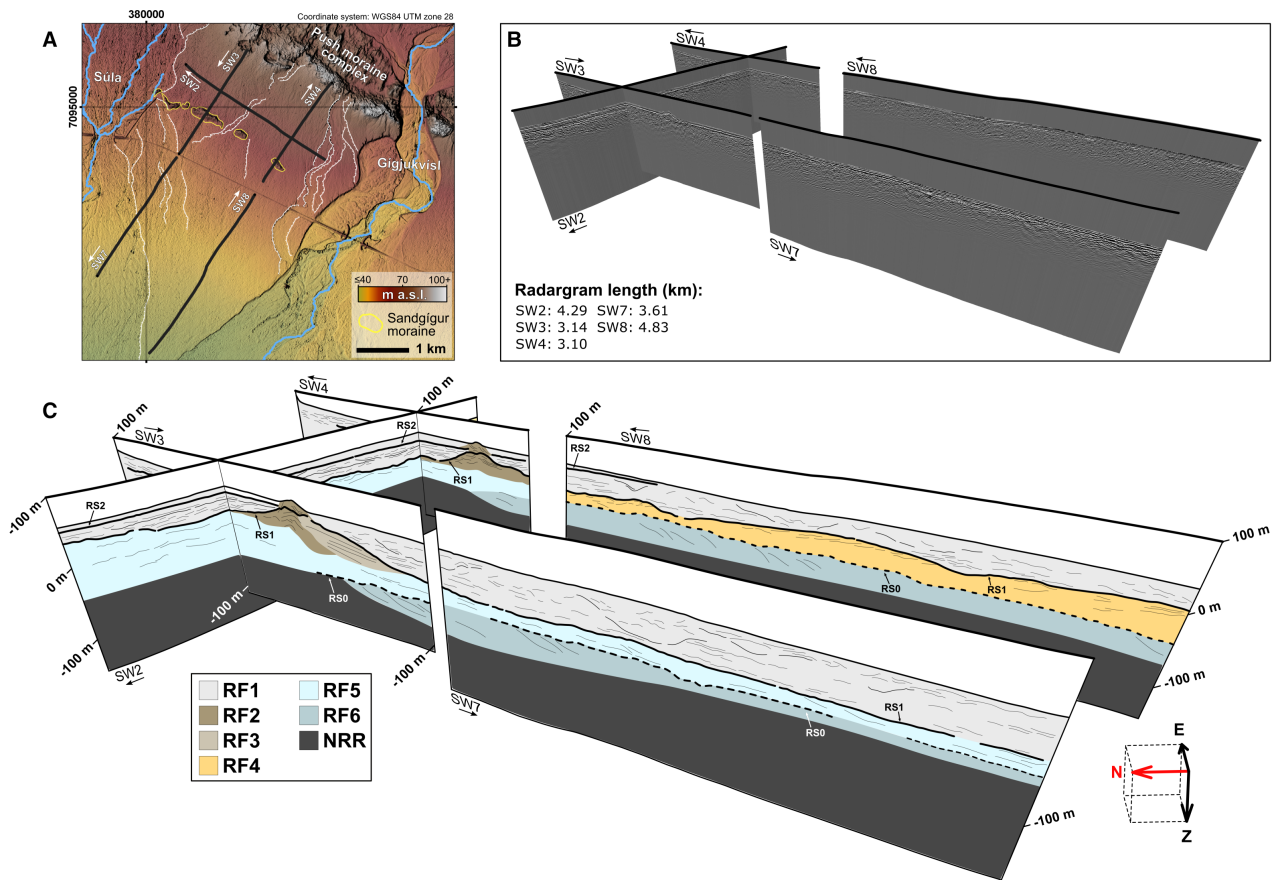 Coordinate system: WGS84 UTM zone 28
380000
A
7095000
Súla
SW3
Push moraine
complex
SW2
SW4
Gígjukvísl
SW8
SW7
≤40 70 100+
m a.s.l.
Sandgígur
moraine
1 km
B
SW4
SW3
SW8
SW2
SW7
Radargram length (km):
SW2: 4.29 SW7: 3.61
SW3: 3.14 SW8: 4.83
SW4: 3.10
C
SW4
100 m
100 m
100 m
SW3
SW8
RS2
RS2
-100 m
RS2
RS1
RS1
100 m
0 m
RS0
RS1
0 m
-100 m
RS0
-100 m
-100 m
-100 m
SW2
SW7
RS1
RS0
-100 m
RF1 RF5
RF2 RF6
RF3 NRR
RF4
E
N
Z